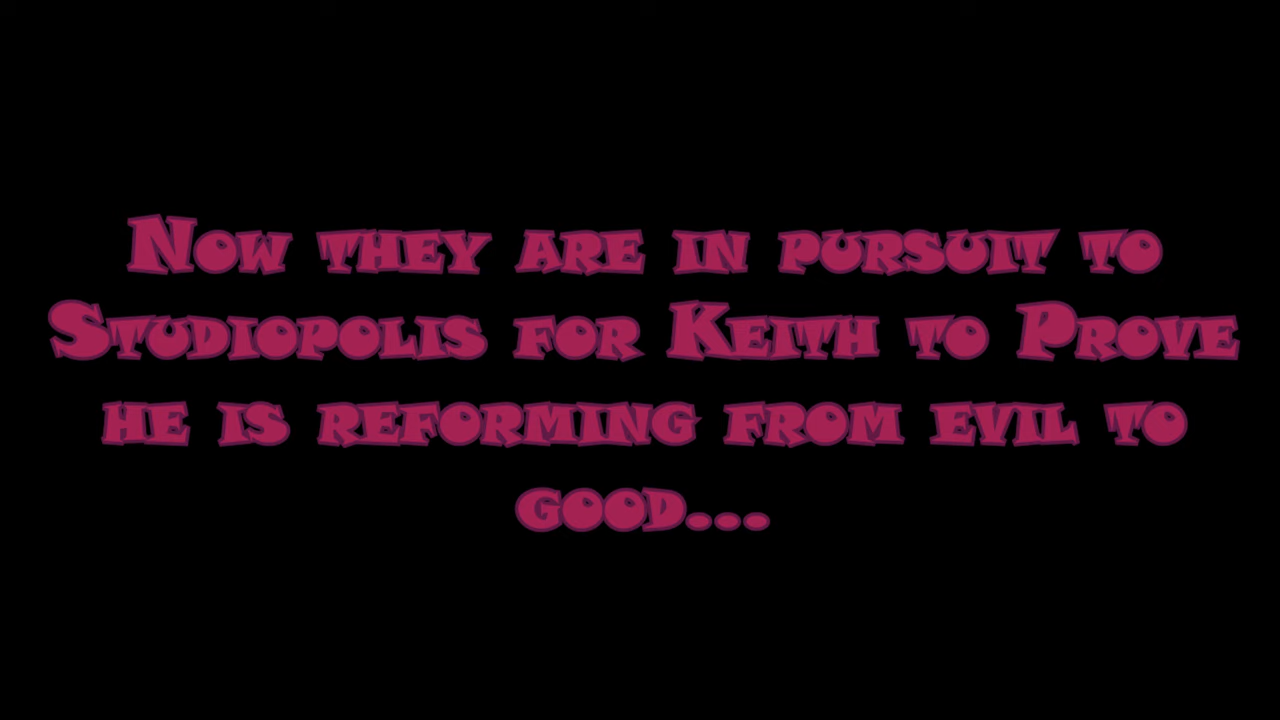 Now they are in pursuit to
Studiopolis for Keith to Prove
he is reforming from evil to
good...